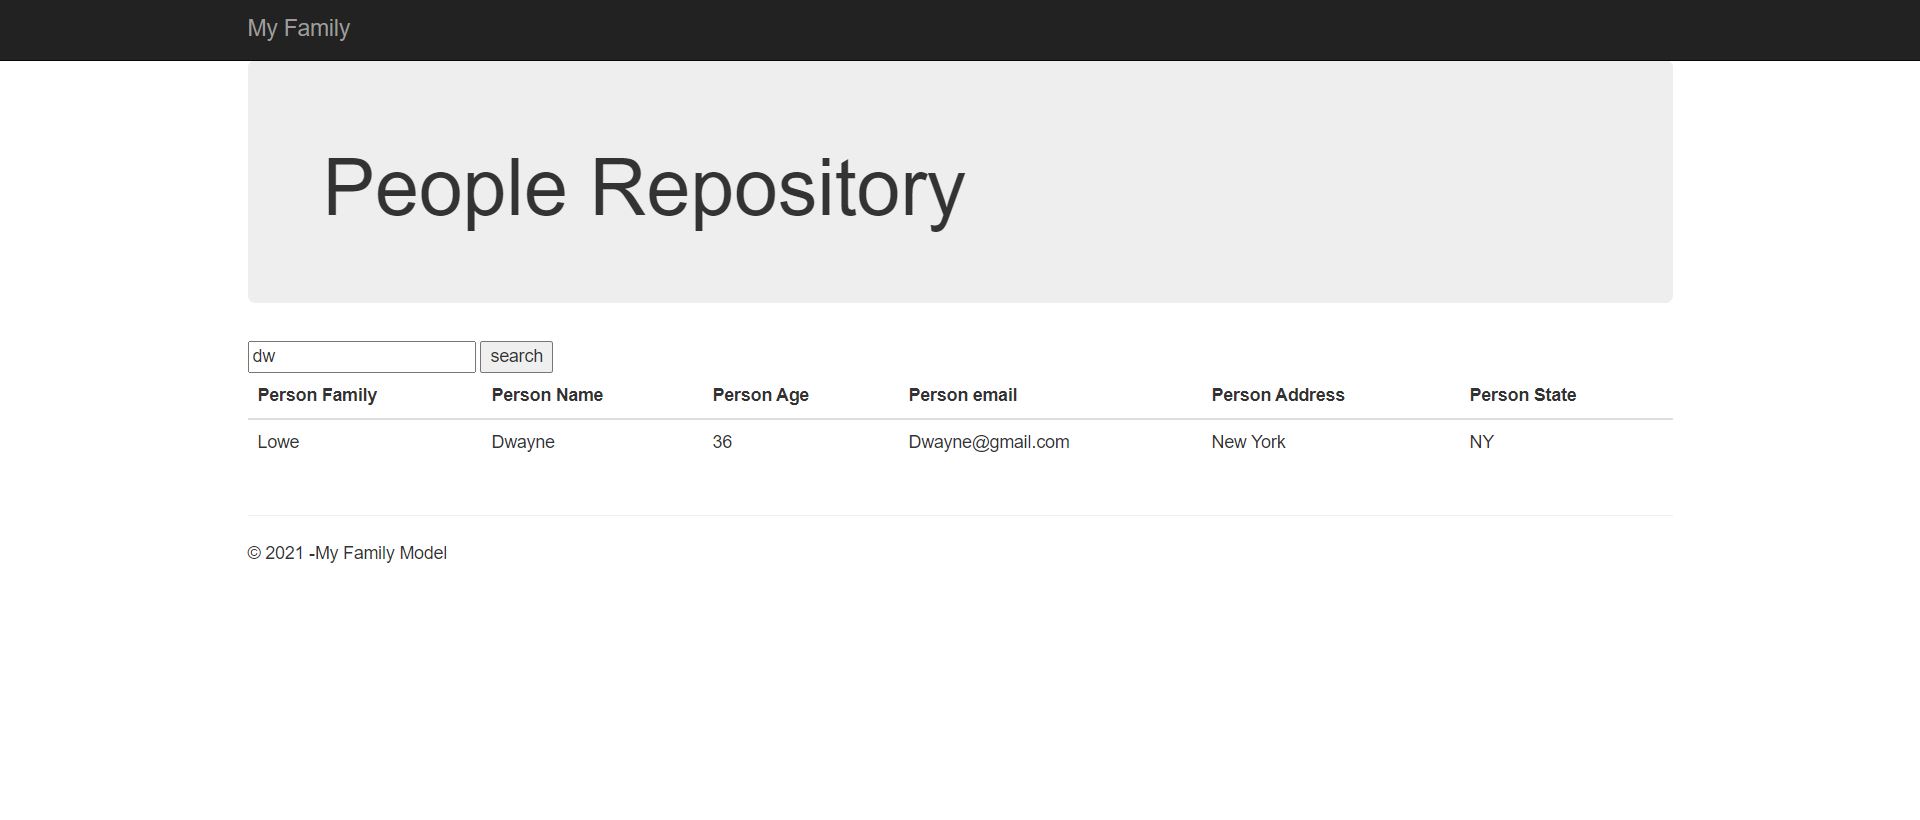 My Family
People Repository
dw search
Person Family Person Name Person Age Person email Person Address Person State
Lowe Dwayne 36 Dwayne@gmail.com New York NY
© 2021 -My Family Model